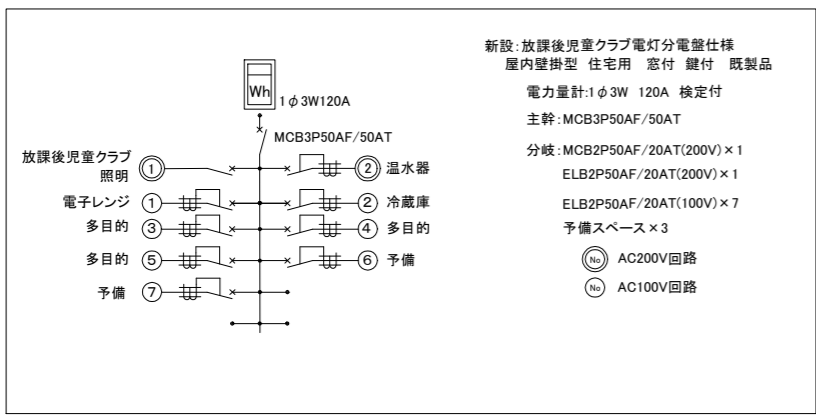 Wh
1φ3W120A
MCB3P50AF/50AT
放課後児童クラブ
照明
①
②
温水器
電子レンジ
①
②
冷蔵庫
多目的
③
④
多目的
多目的
⑤
⑥
予備
予備
⑦
新設:放課後児童クラブ電灯分電盤仕様
屋内壁掛型 住宅用 窓付 鍵付 既製品
電力量計:1φ3W 120A 検定付
主幹:MCB3P50AF/50AT
分岐:MCB2P50AF/20AT(200V)×1
ELB2P50AF/20AT(200V)×1
ELB2P50AF/20AT(100V)×7
予備スペース×3
No AC200V回路
No AC100V回路